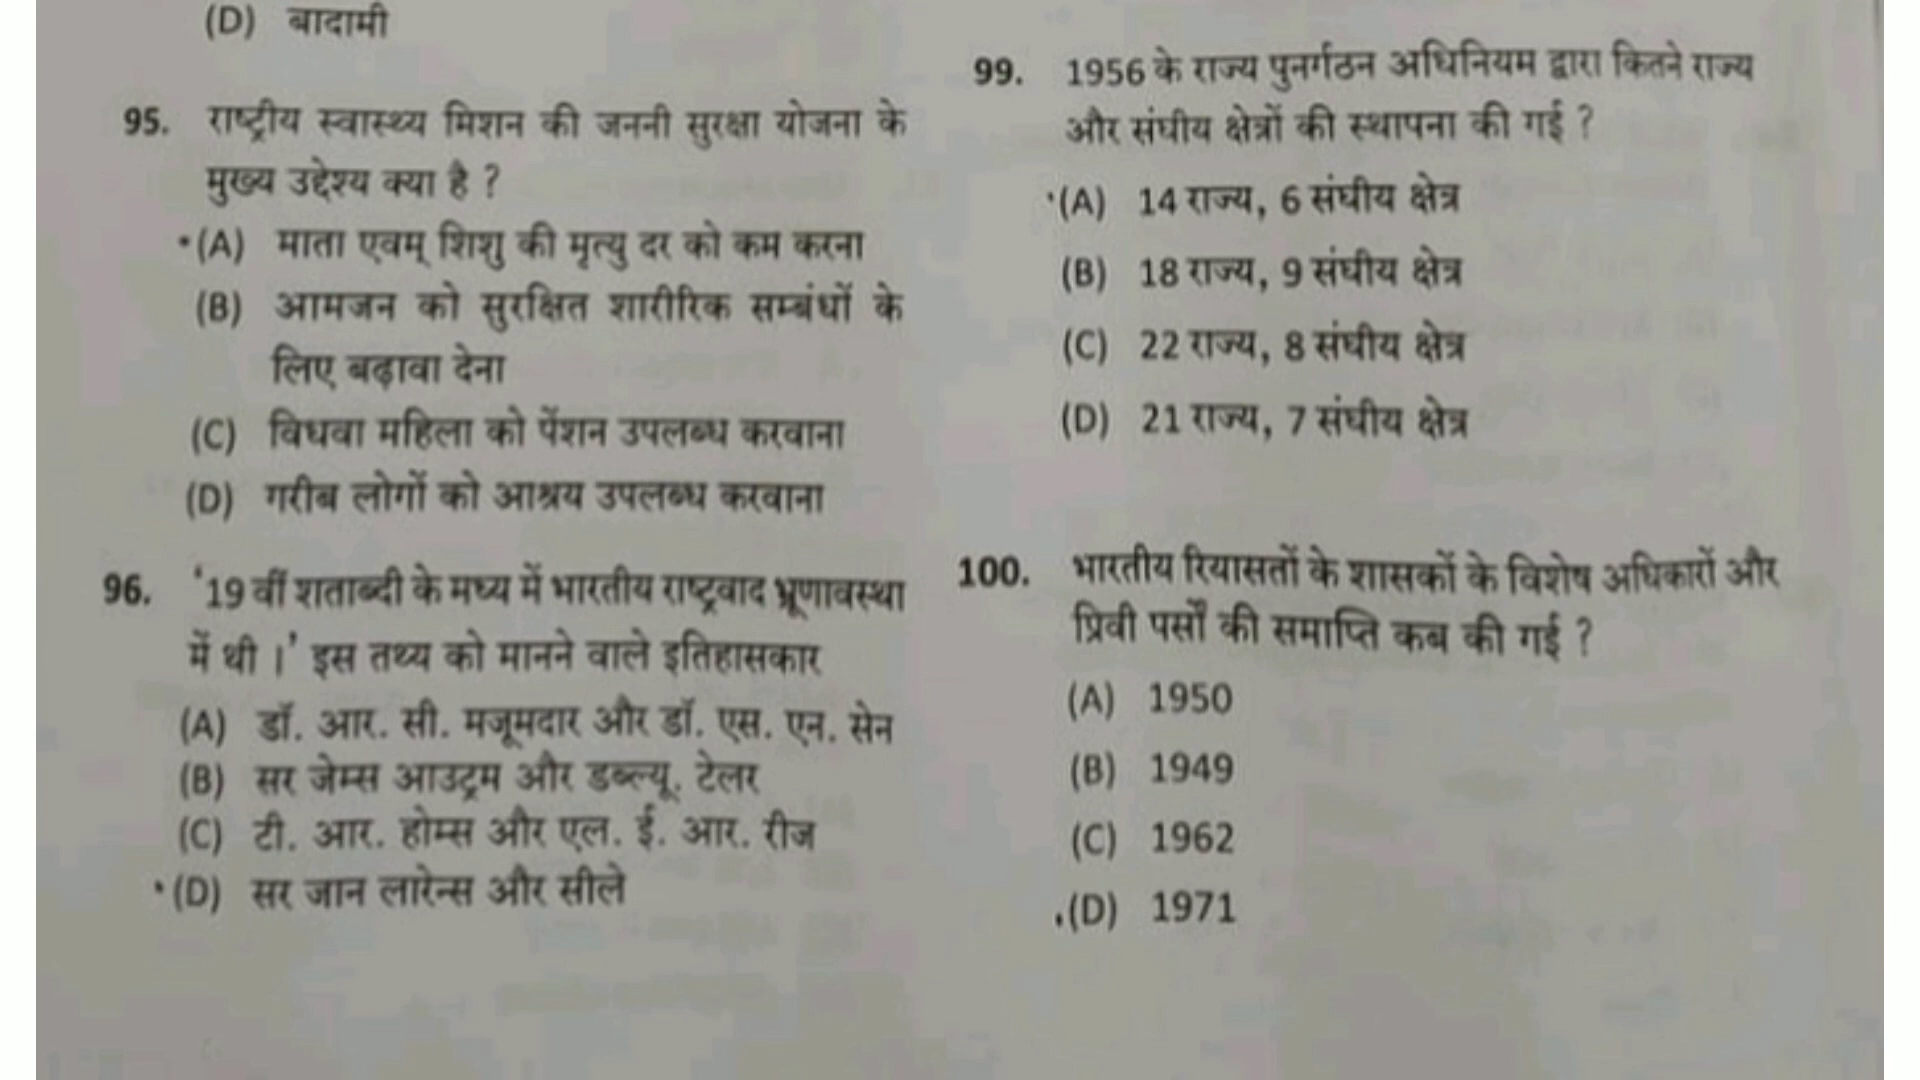 (D) बादामी
95. राष्ट्रीय स्वास्थ्य मिशन की जननी सुरक्षा योजना के
मुख्य उद्देश्य क्या है ?
(A) माता एवम् शिशु की मृत्यु दर को कम करना
(B) आमजन को सुरक्षित शारीरिक सम्बंधों के
लिए बढ़ावा देना
(C) विधवा महिला को पेंशन उपलब्ध करवाना
(D) गरीब लोगों को आश्रय उपलब्ध करवाना
96. '19 वीं शताब्दी के मध्य में भारतीय राष्ट्रवाद भ्रूणावस्था
में थी ।' इस तथ्य को मानने वाले इतिहासकार
(A) डॉ. आर. सी. मजूमदार और डॉ. एस. एन. सेन
(B) सर जेम्स आउट्रम और डब्ल्यू. टेलर
(C) टी. आर. होम्स और एल. ई. आर. रीज
(D) सर जान लारेन्स और सीले
99. 1956 के राज्य पुनर्गठन अधिनियम द्वारा कितने राज्य
और संघीय क्षेत्रों की स्थापना की गई ?
(A) 14 राज्य, 6 संघीय क्षेत्र
(B) 18 राज्य, 9 संघीय क्षेत्र
(C) 22 राज्य, 8 संघीय क्षेत्र
(D) 21 राज्य, 7 संघीय क्षेत्र
100. भारतीय रियासतों के शासकों के विशेष अधिकारों और
प्रिवी पर्सों की समाप्ति कब की गई ?
(A) 1950
(B) 1949
(C) 1962
(D) 1971